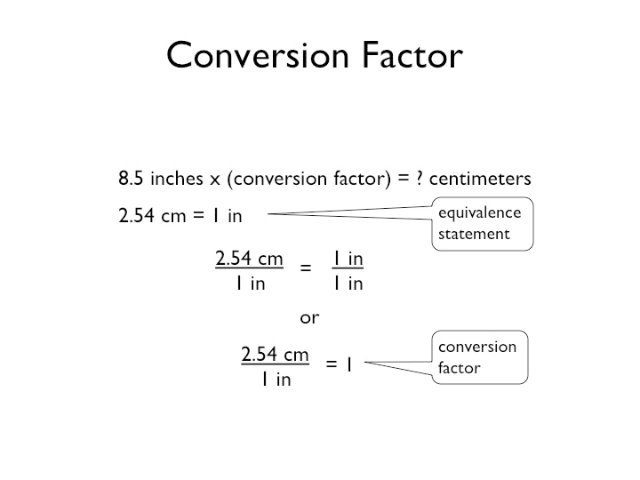 Conversion Factor
8.5 inches x (conversion factor) = ? centimeters
2.54 cm = 1 in
equivalence
statement
2.54 cm = 1 in
1 in 1 in
or
2.54 cm = 1
1 in
conversion
factor